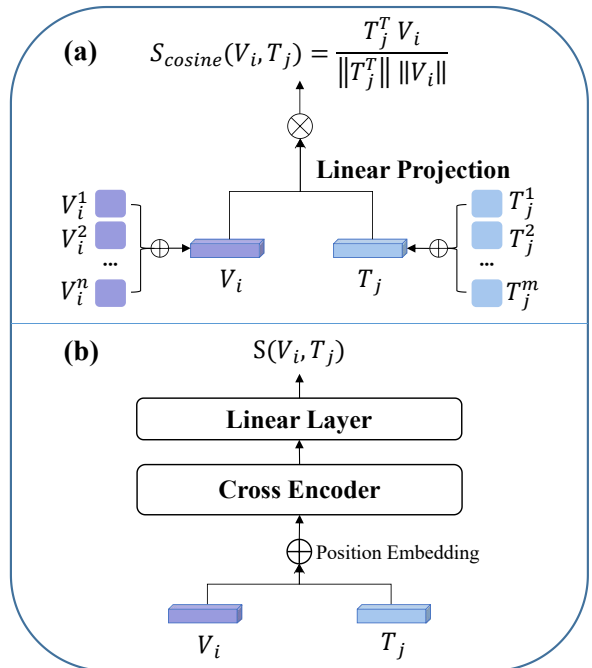 (a) S_cosine(V_i, T_j) = T_j^T V_i / ‖T_j^T‖ ‖V_i‖
Linear Projection
V_i^1
V_i^2
...
V_i^n
V_i
T_j
T_j^1
T_j^2
...
T_j^m
(b)
S(V_i, T_j)
Linear Layer
Cross Encoder
Position Embedding
V_i
T_j